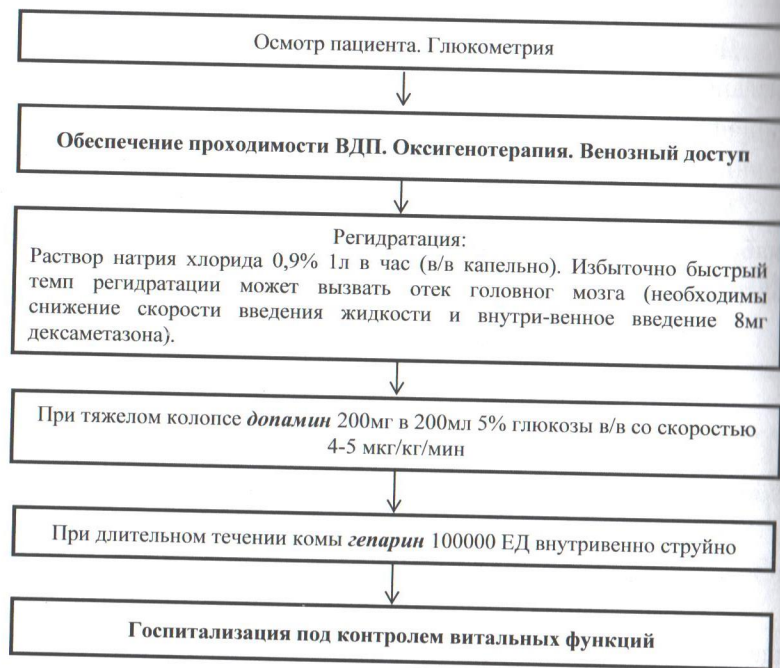 Осмотр пациента. Глюкометрия
Обеспечение проходимости ВДП. Оксигенотерапия. Венозный доступ
Регидратация:
Раствор натрия хлорида 0,9% 1л в час (в/в капельно). Избыточно быстрый
темп регидратации может вызвать отек головног мозга (необходимы
снижение скорости введения жидкости и внутри-венное введение 8мг
дексаметазона).
При тяжелом колопсе допамин 200мг в 200мл 5% глюкозы в/в со скоростью
4-5 мкг/кг/мин
При длительном течении комы гепарин 100000 ЕД внутривенно струйно
Госпитализация под контролем витальных функций